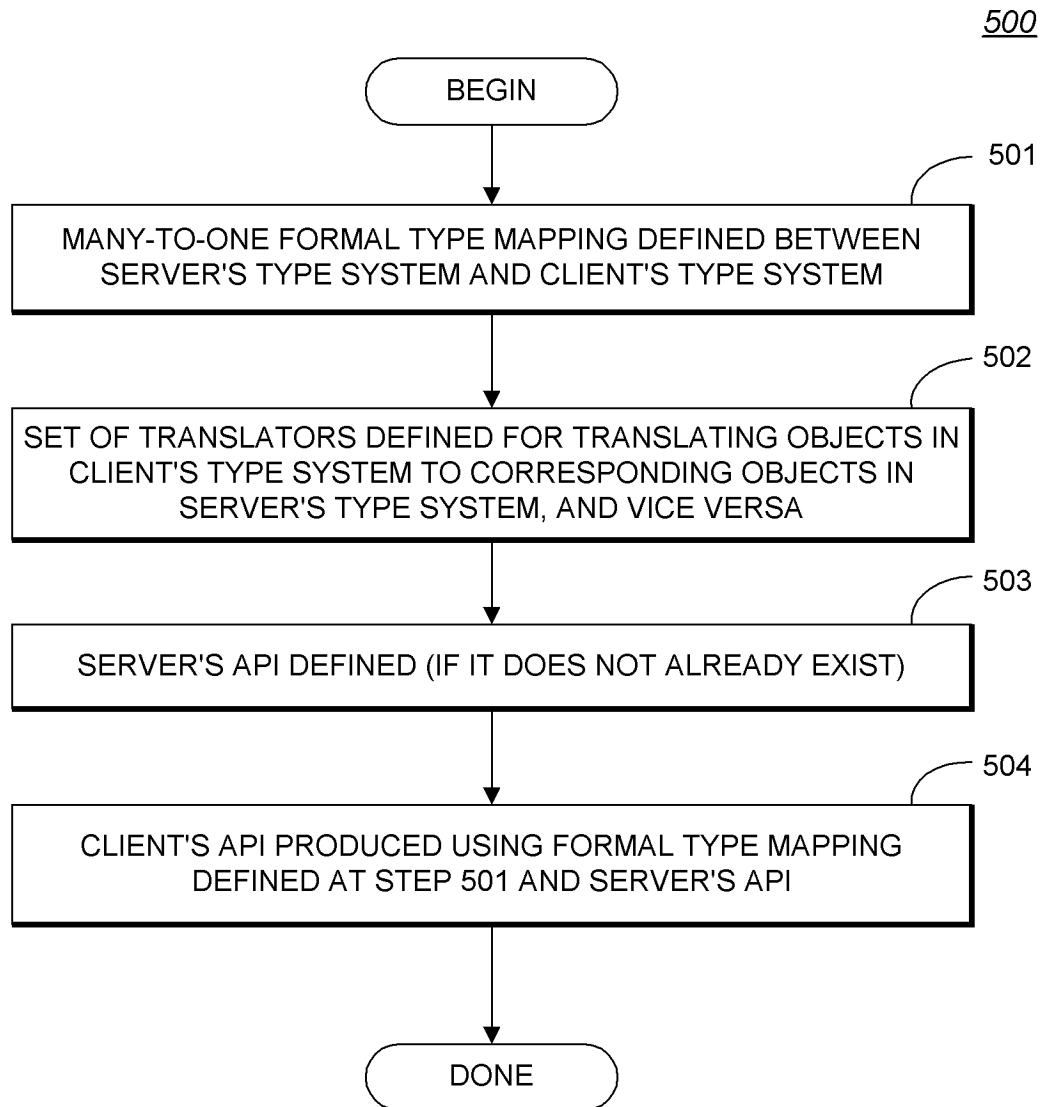 500
BEGIN
501
MANY-TO-ONE FORMAL TYPE MAPPING DEFINED BETWEEN
SERVER'S TYPE SYSTEM AND CLIENT'S TYPE SYSTEM
502
SET OF TRANSLATORS DEFINED FOR TRANSLATING OBJECTS IN
CLIENT'S TYPE SYSTEM TO CORRESPONDING OBJECTS IN
SERVER'S TYPE SYSTEM, AND VICE VERSA
503
SERVER'S API DEFINED (IF IT DOES NOT ALREADY EXIST)
504
CLIENT'S API PRODUCED USING FORMAL TYPE MAPPING
DEFINED AT STEP 501 AND SERVER'S API
DONE